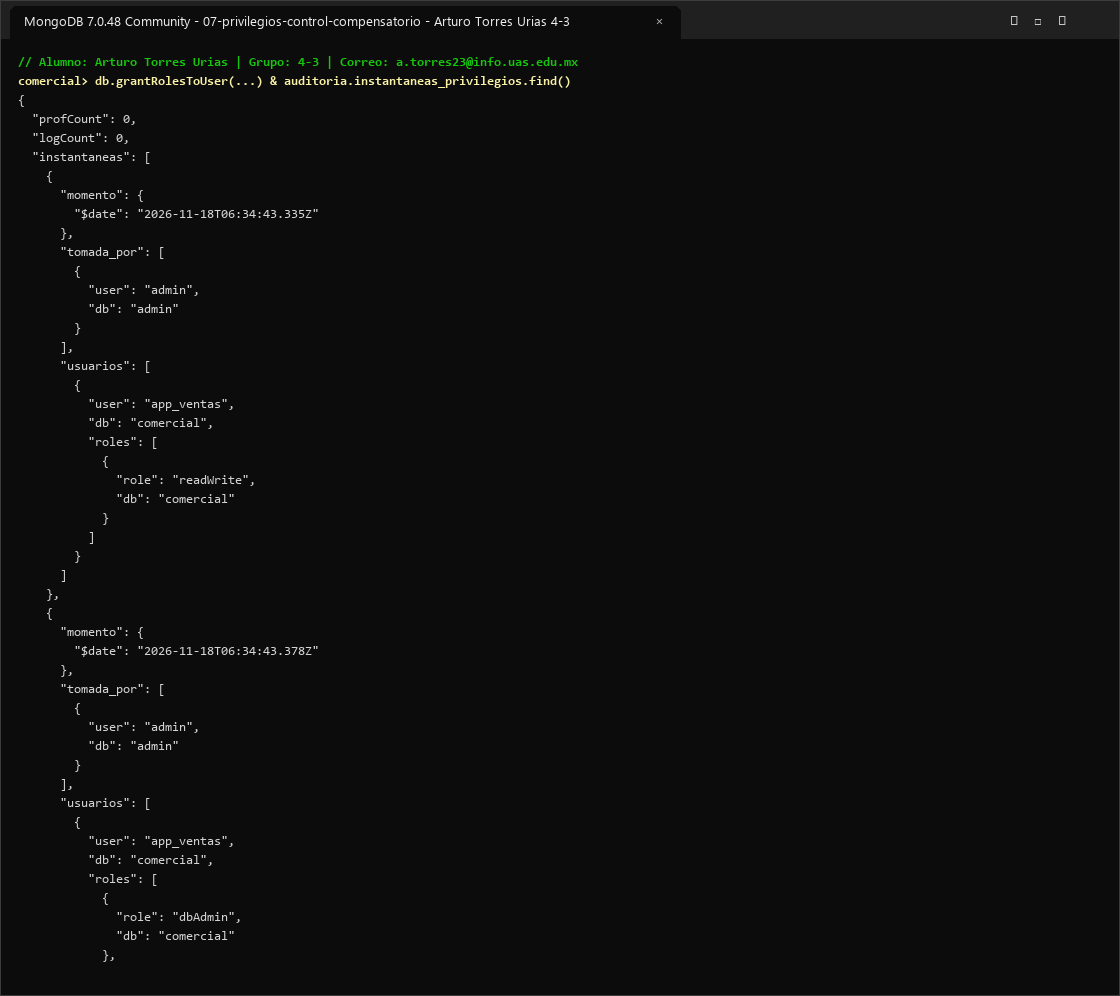 MongoDB 7.0.48 Community - 07-privilegios-control-compensatorio - Arturo Torres Urias 4-3
// Alumno: Arturo Torres Urias | Grupo: 4-3 | Correo: a.torres23@info.uas.edu.mx
comercial> db.grantRolesToUser(...) & auditoria.instantaneas_privilegios.find()
{
  "profCount": 0,
  "logCount": 0,
  "instantaneas": [
    {
      "momento": {
        "$date": "2026-11-18T06:34:43.335Z"
      },
      "tomada_por": [
        {
          "user": "admin",
          "db": "admin"
        }
      ],
      "usuarios": [
        {
          "user": "app_ventas",
          "db": "comercial",
          "roles": [
            {
              "role": "readWrite",
              "db": "comercial"
            }
          ]
        }
      ]
    },
    {
      "momento": {
        "$date": "2026-11-18T06:34:43.378Z"
      },
      "tomada_por": [
        {
          "user": "admin",
          "db": "admin"
        }
      ],
      "usuarios": [
        {
          "user": "app_ventas",
          "db": "comercial",
          "roles": [
            {
              "role": "dbAdmin",
              "db": "comercial"
            },